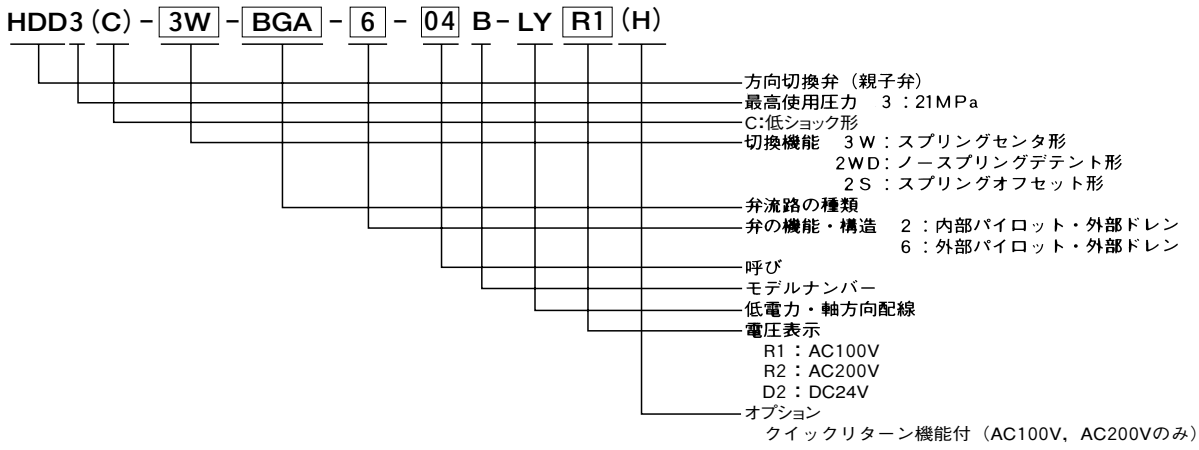 HDD3(C)-3W-BGA-6-04 B-LY R1(H)
方向切換弁（親子弁）
最高使用圧力　3：21MPa
C：低ショック形
切換機能　3W：スプリングセンタ形
2WD：ノースプリングデテント形
2S：スプリングオフセット形
弁流路の種類
弁の機能・構造　2：内部パイロット・外部ドレン
6：外部パイロット・外部ドレン
呼び
モデルナンバー
低電力・軸方向配線
電圧表示
R1：AC100V
R2：AC200V
D2：DC24V
オプション
クイックリターン機能付（AC100V，AC200Vのみ）